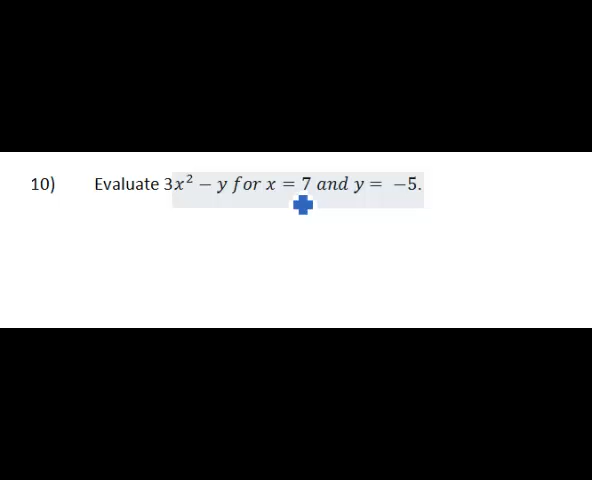 10) Evaluate 3x² − y for x = 7 and y = −5.